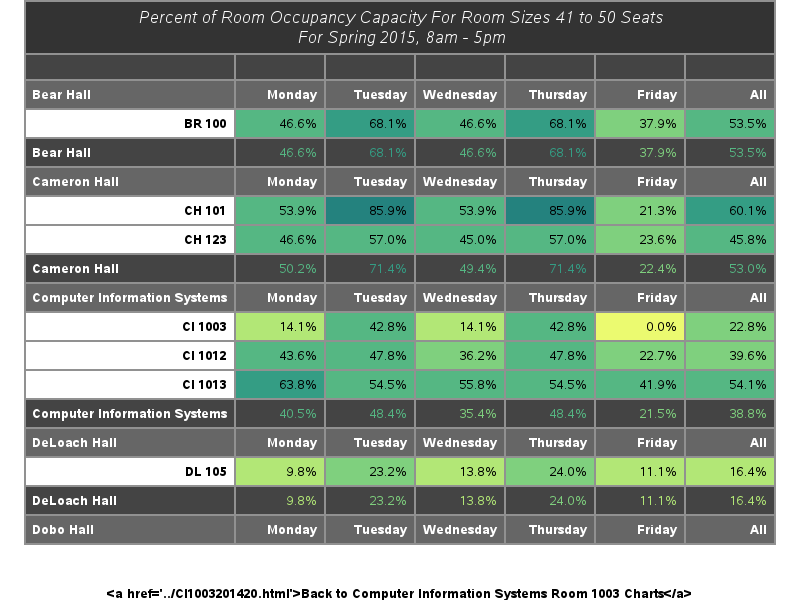 Percent of Room Occupancy Capacity For Room Sizes 41 to 50 Seats
For Spring 2015, 8am - 5pm
Bear Hall Monday Tuesday Wednesday Thursday Friday All
BR 100 46.6% 68.1% 46.6% 68.1% 37.9% 53.5%
Bear Hall 46.6% 68.1% 46.6% 68.1% 37.9% 53.5%
Cameron Hall Monday Tuesday Wednesday Thursday Friday All
CH 101 53.9% 85.9% 53.9% 85.9% 21.3% 60.1%
CH 123 46.6% 57.0% 45.0% 57.0% 23.6% 45.8%
Cameron Hall 50.2% 71.4% 49.4% 71.4% 22.4% 53.0%
Computer Information Systems Monday Tuesday Wednesday Thursday Friday All
CI 1003 14.1% 42.8% 14.1% 42.8% 0.0% 22.8%
CI 1012 43.6% 47.8% 36.2% 47.8% 22.7% 39.6%
CI 1013 63.8% 54.5% 55.8% 54.5% 41.9% 54.1%
Computer Information Systems 40.5% 48.4% 35.4% 48.4% 21.5% 38.8%
DeLoach Hall Monday Tuesday Wednesday Thursday Friday All
DL 105 9.8% 23.2% 13.8% 24.0% 11.1% 16.4%
DeLoach Hall 9.8% 23.2% 13.8% 24.0% 11.1% 16.4%
Dobo Hall Monday Tuesday Wednesday Thursday Friday All
<a href='../CI1003201420.html'>Back to Computer Information Systems Room 1003 Charts</a>